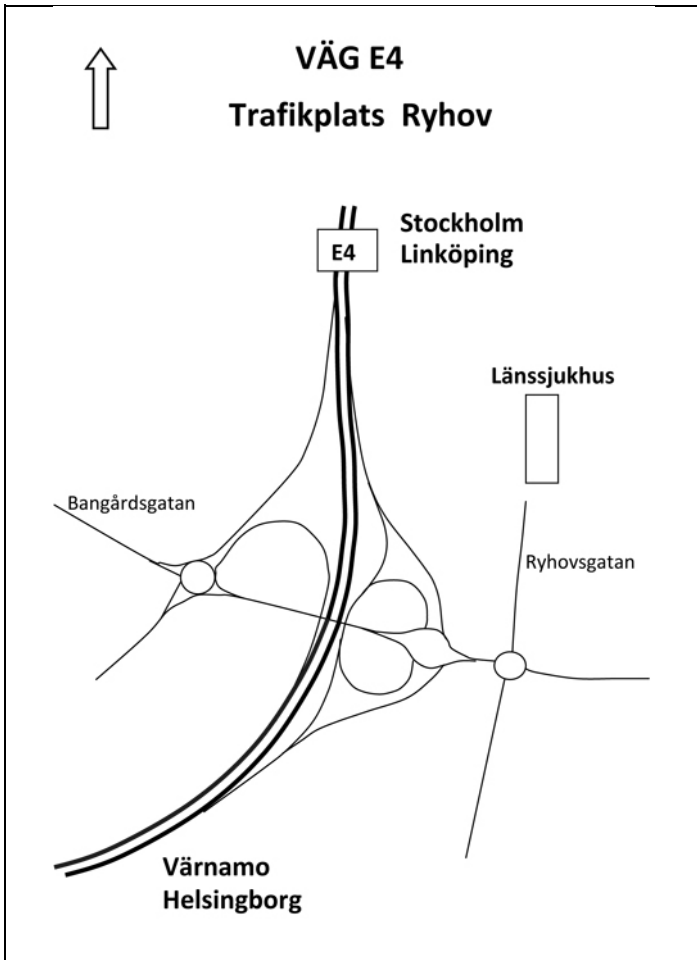 VÄG E4
Trafikplats Ryhov
Stockholm
Linköping
E4
Länssjukhus
Bangårdsgatan
Ryhovsgatan
Värnamo
Helsingborg